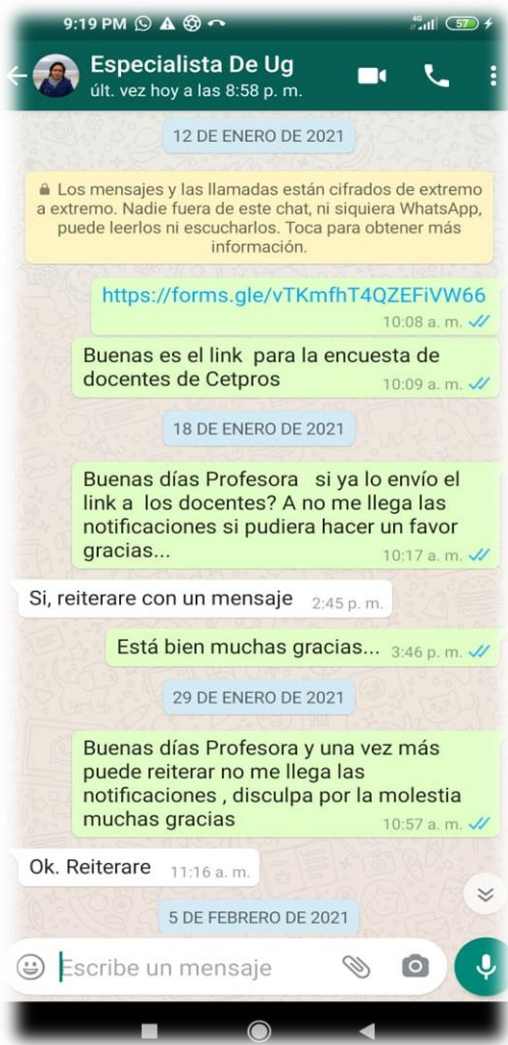 9:19 PM
4G
57
Especialista De Ug
últ. vez hoy a las 8:58 p. m.
12 DE ENERO DE 2021
Los mensajes y las llamadas están cifrados de extremo
a extremo. Nadie fuera de este chat, ni siquiera WhatsApp,
puede leerlos ni escucharlos. Toca para obtener más
información.
https://forms.gle/vTKmfhT4QZEFiVW66
10:08 a. m.
Buenas es el link para la encuesta de
docentes de Cetpros
10:09 a. m.
18 DE ENERO DE 2021
Buenas días Profesora si ya lo envío el
link a los docentes? A no me llega las
notificaciones si pudiera hacer un favor
gracias...
10:17 a. m.
Si, reiterare con un mensaje 2:45 p. m.
Está bien muchas gracias... 3:46 p. m.
29 DE ENERO DE 2021
Buenas días Profesora y una vez más
puede reiterar no me llega las
notificaciones , disculpa por la molestia
muchas gracias
10:57 a. m.
Ok. Reiterare 11:16 a. m.
5 DE FEBRERO DE 2021
Escribe un mensaje